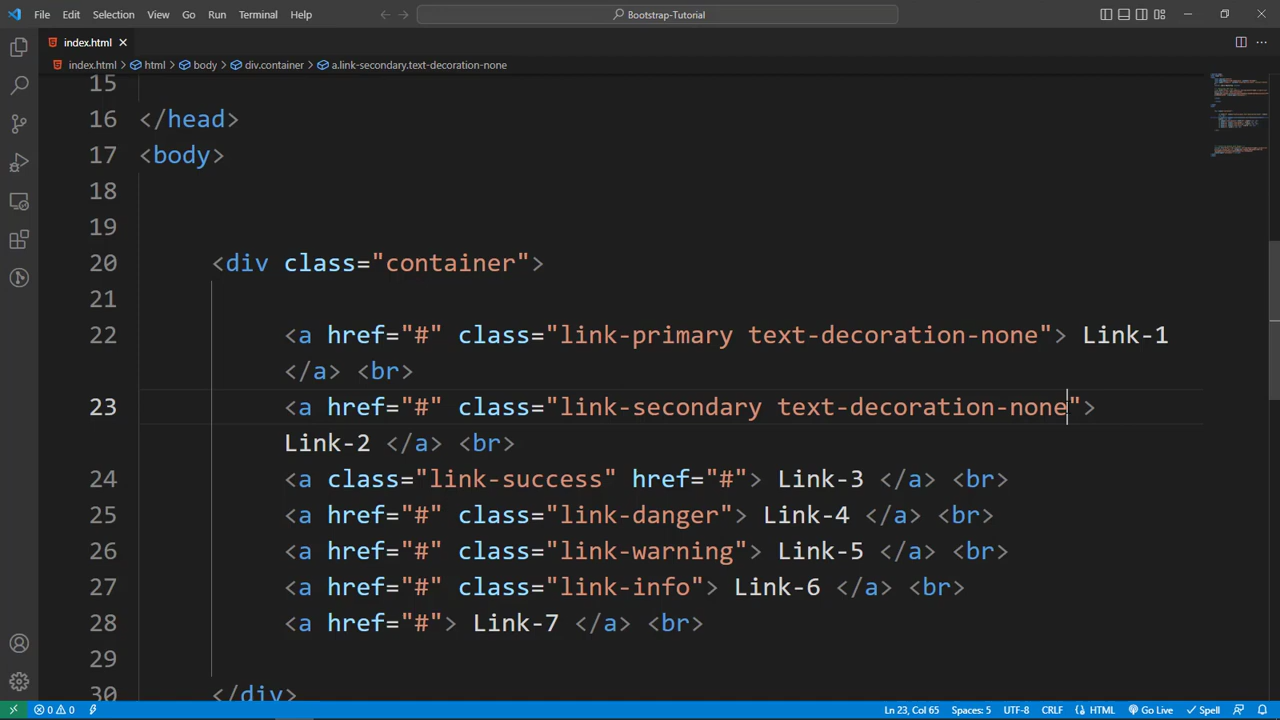 File Edit Selection View Go Run Terminal Help
Bootstrap-Tutorial
index.html
index.html > html > body > div.container > a.link-secondary.text-decoration-none
15
16 </head>
17 <body>
18
19
20 <div class="container">
21
22 <a href="#" class="link-primary text-decoration-none"> Link-1
</a> <br>
23 <a href="#" class="link-secondary text-decoration-none">
Link-2 </a> <br>
24 <a class="link-success" href="#"> Link-3 </a> <br>
25 <a href="#" class="link-danger"> Link-4 </a> <br>
26 <a href="#" class="link-warning"> Link-5 </a> <br>
27 <a href="#" class="link-info"> Link-6 </a> <br>
28 <a href="#"> Link-7 </a> <br>
29
30 </div>
0 0 Ln 23, Col 65 Spaces: 5 UTF-8 CRLF HTML Go Live Spell